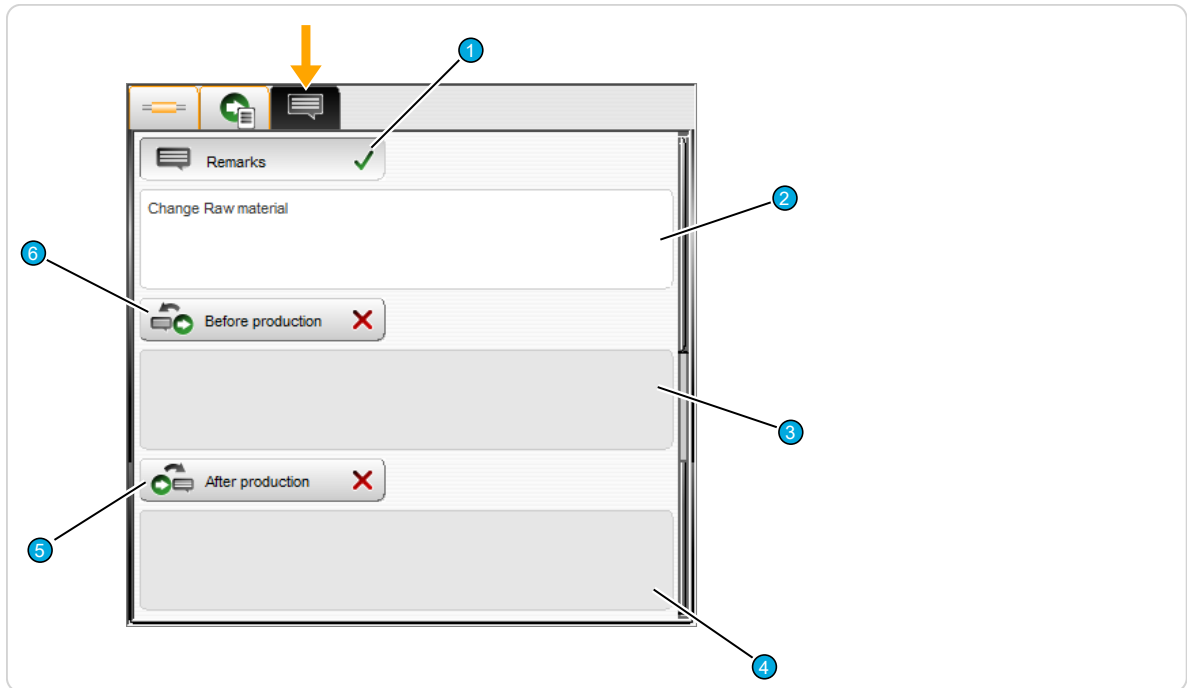 1
Remarks
Change Raw material
2
6
Before production
3
After production
5
4